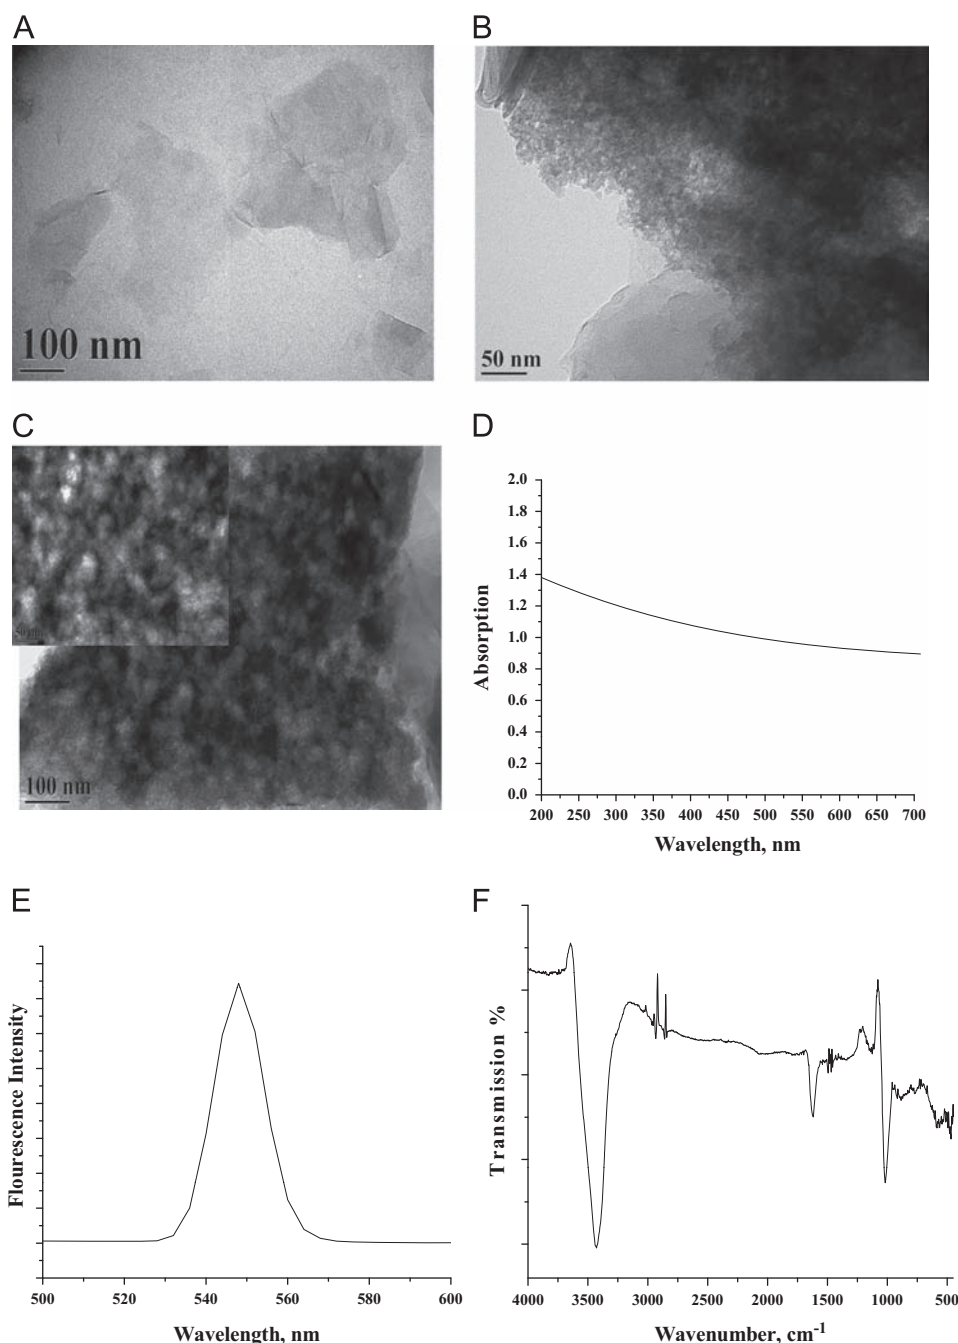 A
B
100 nm
50 nm
C
D
100 nm
2.0
1.8
1.6
1.4
1.2
1.0
0.8
0.6
0.4
0.2
0.0
Absorption
200 250 300 350 400 450 500 550 600 650 700
Wavelength, nm
E
F
Flourescence Intensity
500 520 540 560 580 600
Wavelength, nm
Transmission %
4000 3500 3000 2500 2000 1500 1000 500
Wavenumber, cm⁻¹